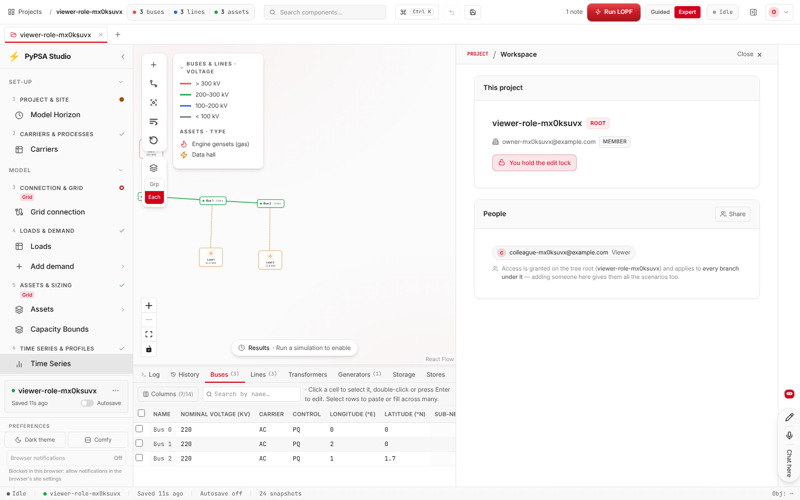 Projects / 3 buses 3 lines 3 assets Search components... ⌘ Ctrl K 1 note Run LOPF Guided Expert Idle O
viewer-role-mx0ksuvx × +
PyPSA Studio
SET-UP
1 PROJECT & SITE
Model Horizon
2 CARRIERS & PROCESSES
Carriers
MODEL
3 CONNECTION & GRID
Grid
Grid connection
4 LOADS & DEMAND
Loads
Add demand
5 ASSETS & SIZING
Grid
Assets
Capacity Bounds
6 TIME SERIES & PROFILES
Time Series
viewer-role-mx0ksuvx ···
Saved 11s ago Autosave
PREFERENCES
Dark theme Comfy
Browser notifications Off
Blocked in this browser: allow notifications in the browser's site settings
BUSES & LINES · VOLTAGE
> 300 kV
200–300 kV
100–200 kV
< 100 kV
ASSETS · TYPE
Engine gensets (gas)
Data hall
Grp
Each
Results · Run a simulation to enable
React Flow
Log History Buses (3) Lines (3) Transformers Generators (1) Storage Stores
Columns (7/14) Search by name…
· Click a cell to select it, double-click or press Enter
to edit. Select rows to paste or fill across many.
NAME NOMINAL VOLTAGE (KV) CARRIER CONTROL LONGITUDE (°E) LATITUDE (°N) SUB-NE
Bus 0 220 AC PQ 0 0
Bus 1 220 AC PQ 2 0
Bus 2 220 AC PQ 1 1.7
PROJECT / Workspace Close ×
This project
viewer-role-mx0ksuvx ROOT
owner-mx0ksuvx@example.com MEMBER
You hold the edit lock
People Share
C colleague-mx0ksuvx@example.com Viewer
Access is granted on the tree root (viewer-role-mx0ksuvx) and applies to every branch
under it — adding someone here gives them all the scenarios too.
Chat here
Idle viewer-role-mx0ksuvx Saved 11s ago Autosave off 24 snapshots Obj: —